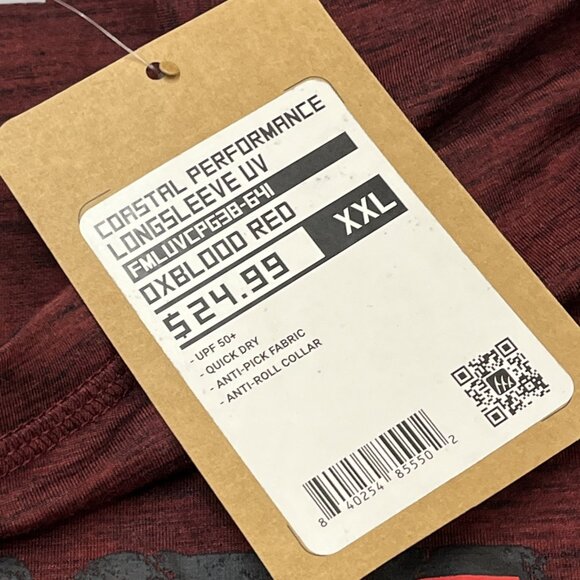 COASTAL PERFORMANCE
LONGSLEEVE UV
FMLUVCPG38-641
OXBLOOD RED
XXL
$24.99
- UPF 50+
- QUICK DRY
- ANTI-PICK FABRIC
- ANTI-ROLL COLLAR
8 40254 85550 2